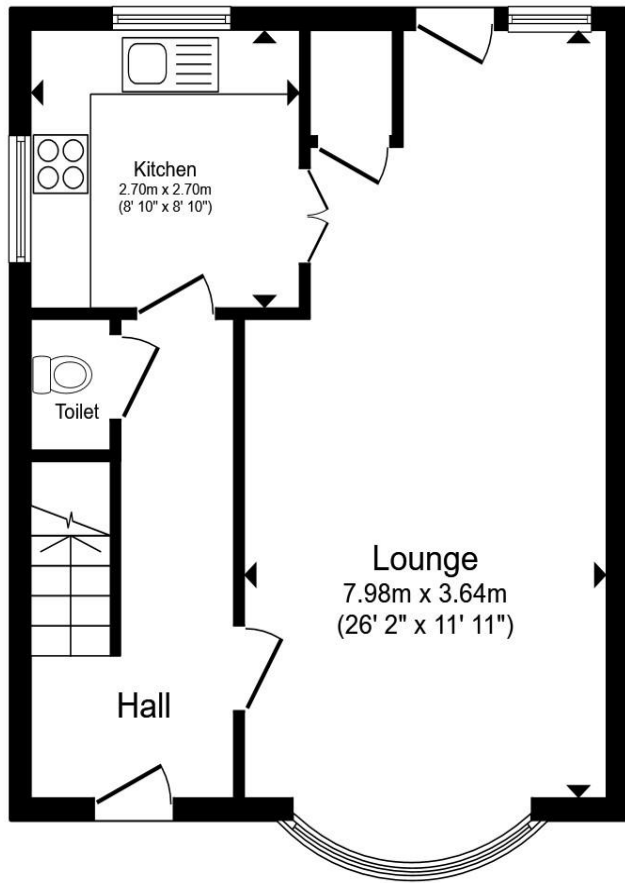 Kitchen
2.70m x 2.70m
(8' 10" x 8' 10")
Toilet
Lounge
7.98m x 3.64m
(26' 2" x 11' 11")
Hall